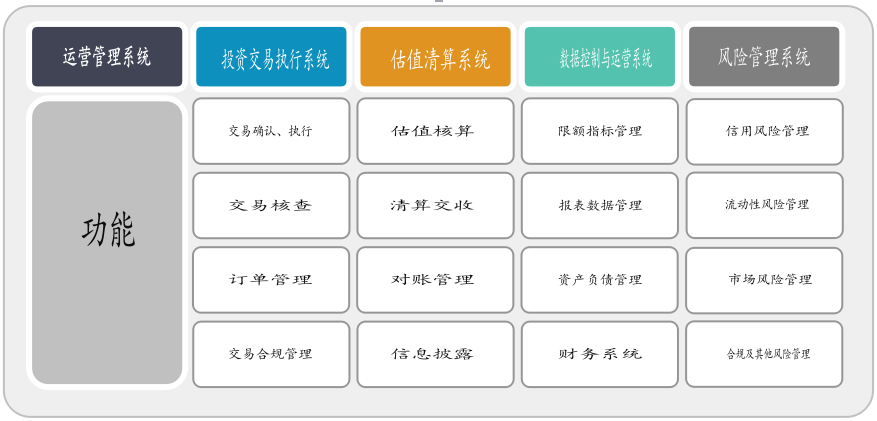 运营管理系统
投资交易执行系统
估值清算系统
数据控制与运营系统
风险管理系统
功能
交易确认、执行
估值核算
限额指标管理
信用风险管理
交易核查
清算交收
报表数据管理
流动性风险管理
订单管理
对账管理
资产负债管理
市场风险管理
交易合规管理
信息披露
财务系统
合规及其他风险管理